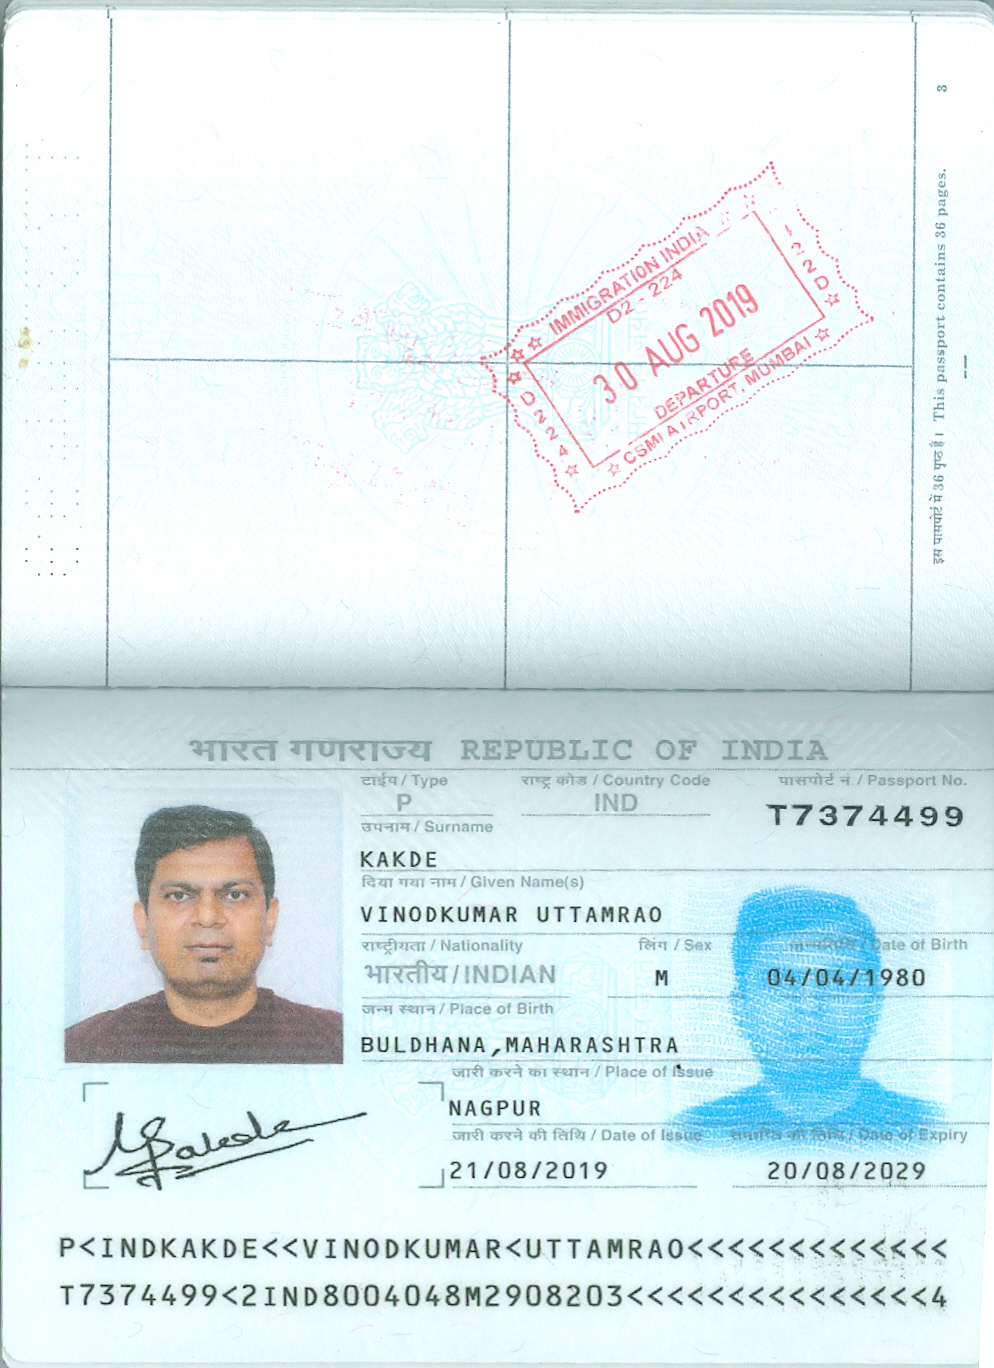 3
इस पासपोर्ट में 36 पृष्ठ है । This passport contains 36 pages.
IMMIGRATION INDIA
D2 - 224
30 AUG 2019
DEPARTURE
CSMI AIRPORT, MUMBAI
भारत गणराज्य REPUBLIC OF INDIA
टाईप / Type राष्ट्र कोड / Country Code पासपोर्ट नं. / Passport No.
P IND T7374499
उपनाम / Surname
KAKDE
दिया गया नाम / Given Name(s)
VINODKUMAR UTTAMRAO
राष्ट्रीयता / Nationality लिंग / Sex जन्मतिथि / Date of Birth
भारतीय / INDIAN M 04/04/1980
जन्म स्थान / Place of Birth
BULDHANA,MAHARASHTRA
जारी करने का स्थान / Place of Issue
NAGPUR
जारी करने की तिथि / Date of Issue समाप्ति की तिथि / Date of Expiry
21/08/2019 20/08/2029
P<INDKAKDE<<VINODKUMAR<UTTAMRAO<<<<<<<<<<<<<
T7374499<2IND8004048M2908203<<<<<<<<<<<<<<<4